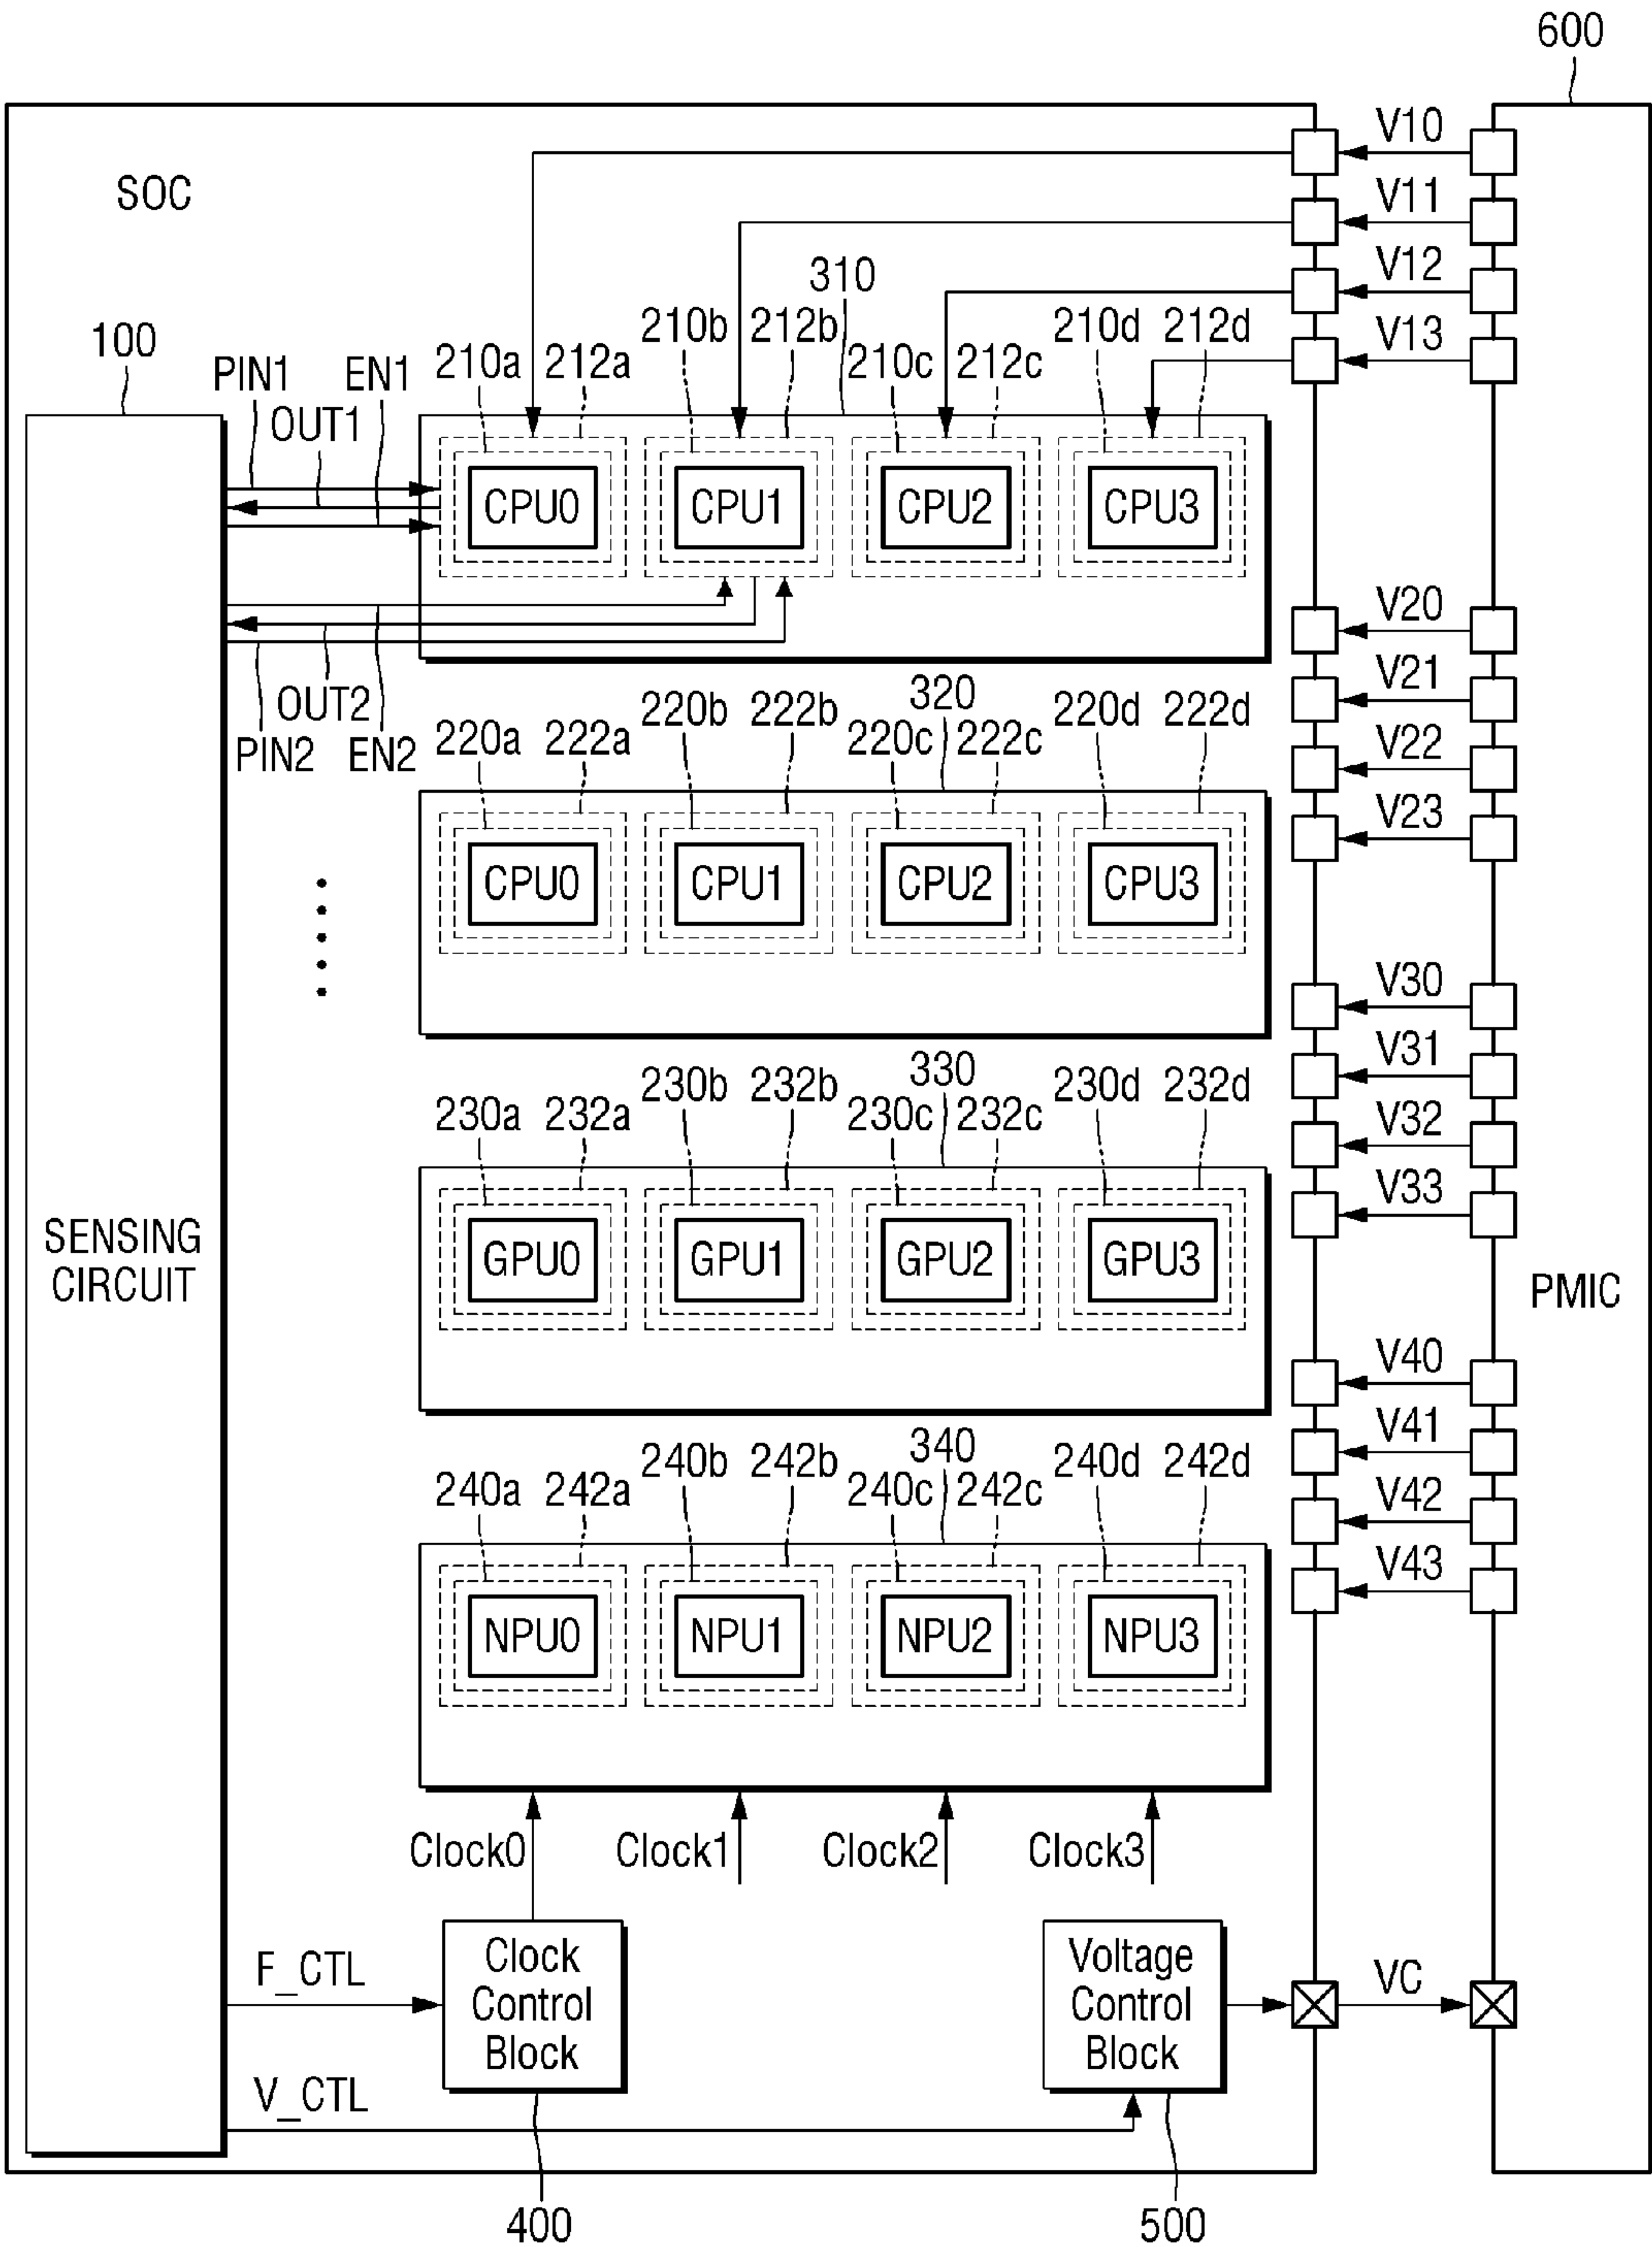 600
V10
SOC
V11
310
V12
100
210b 212b
210d 212d
V13
PIN1 EN1 210a 212a
210c 212c
OUT1
CPU0 CPU1 CPU2 CPU3
V20
320
OUT2 220b 222b
220d 222d
V21
PIN2 EN2 220a 222a
220c 222c
V22
V23
CPU0 CPU1 CPU2 CPU3
V30
V31
330
230b 232b
230d 232d
230a 232a
230c 232c
V32
V33
SENSING
CIRCUIT
GPU0 GPU1 GPU2 GPU3
PMIC
V40
V41
340
240b 242b
240d 242d
240a 242a
240c 242c
V42
V43
NPU0 NPU1 NPU2 NPU3
Clock0 Clock1 Clock2 Clock3
F_CTL
Clock
Control
Block
Voltage
Control
Block
VC
V_CTL
400
500